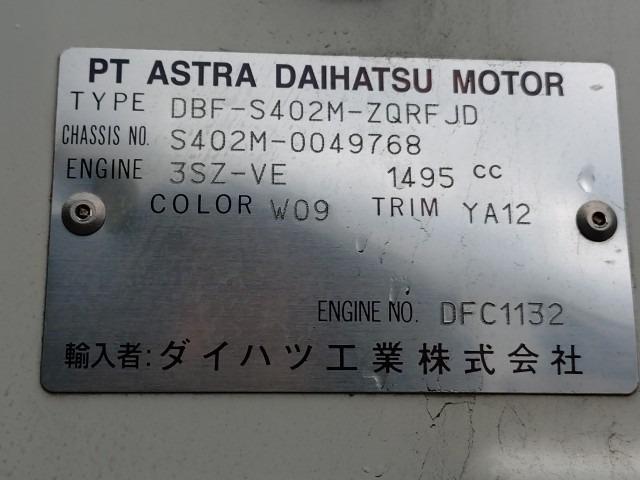 PT ASTRA DAIHATSU MOTOR
TYPE DBF-S402M-ZQRFJD
CHASSIS NO. S402M-0049768
ENGINE 3SZ-VE 1495 cc
COLOR W09 TRIM YA12
ENGINE NO. DFC1132
輸入者:ダイハツ工業株式会社